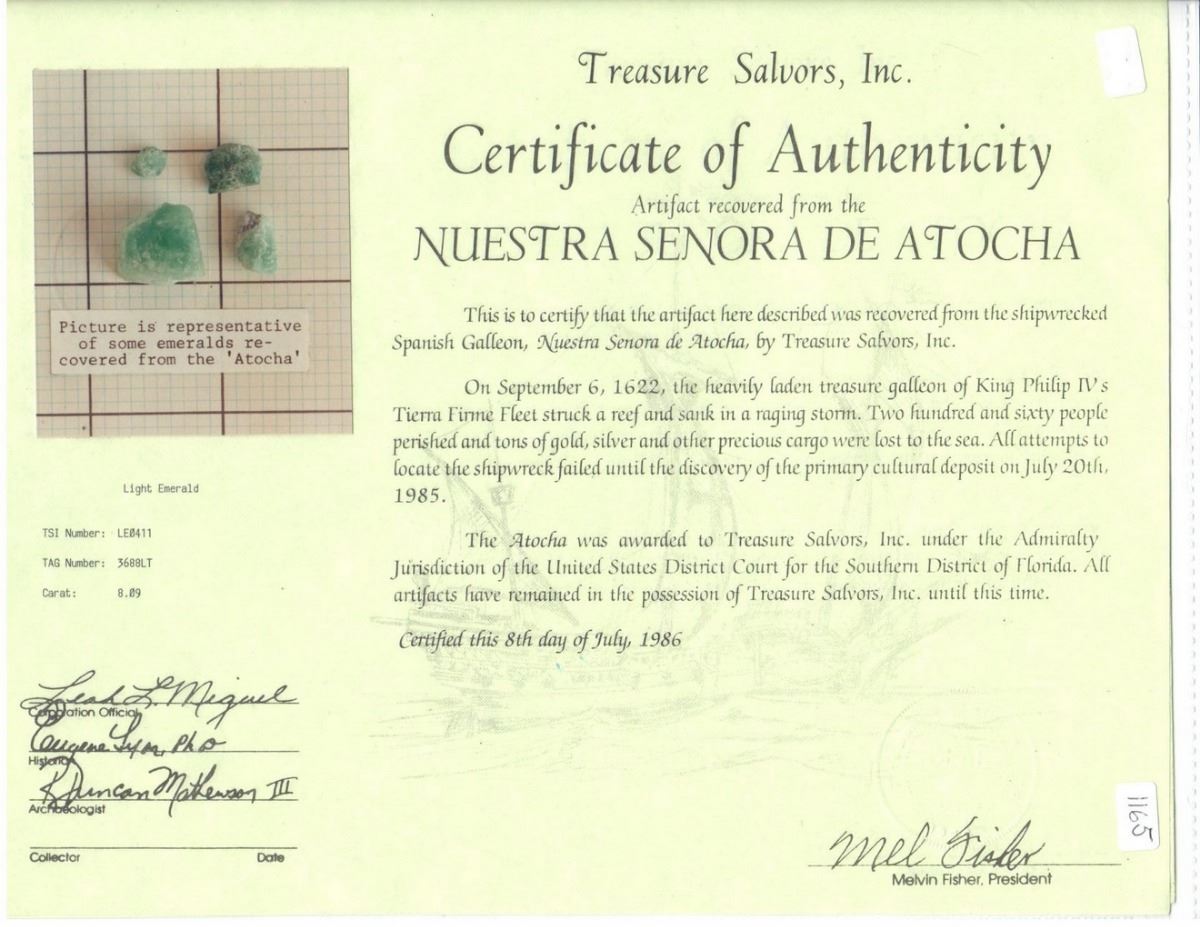 Treasure Salvors, Inc.
Certificate of Authenticity
Artifact recovered from the
NUESTRA SENORA DE ATOCHA
This is to certify that the artifact here described was recovered from the shipwrecked
Spanish Galleon, Nuestra Senora de Atocha, by Treasure Salvors, Inc.
On September 6, 1622, the heavily laden treasure galleon of King Philip IV's
Tierra Firme Fleet struck a reef and sank in a raging storm. Two hundred and sixty people
perished and tons of gold, silver and other precious cargo were lost to the sea. All attempts to
locate the shipwreck failed until the discovery of the primary cultural deposit on July 20th,
1985.
The Atocha was awarded to Treasure Salvors, Inc. under the Admiralty
Jurisdiction of the United States District Court for the Southern District of Florida. All
artifacts have remained in the possession of Treasure Salvors, Inc. until this time.
Certified this 8th day of July, 1986
Picture is representative
of some emeralds re-
covered from the 'Atocha'
Light Emerald
TSI Number: LE0411
TAG Number: 3688LT
Carat: 8.09
Leah L. Miguel
Corporation Official
Eugene Lyon, PhD
Historian
R Duncan Mathewson III
Archaeologist
Collector Date
Mel Fisher
Melvin Fisher, President
1165